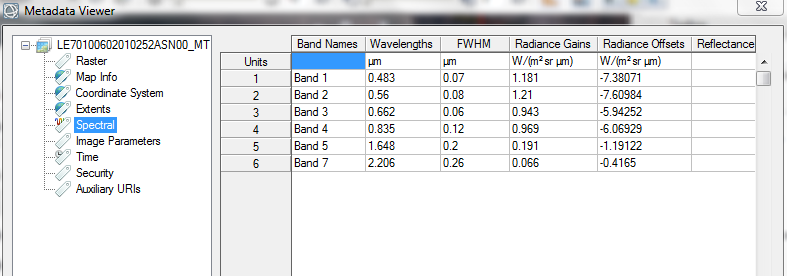 Metadata Viewer
LE70100602010252ASN00_MT
Raster
Map Info
Coordinate System
Extents
Spectral
Image Parameters
Time
Security
Auxiliary URIs
Band Names Wavelengths FWHM Radiance Gains Radiance Offsets Reflectance
Units µm µm W/(m² sr µm) W/(m² sr µm)
1 Band 1 0.483 0.07 1.181 -7.38071
2 Band 2 0.56 0.08 1.21 -7.60984
3 Band 3 0.662 0.06 0.943 -5.94252
4 Band 4 0.835 0.12 0.969 -6.06929
5 Band 5 1.648 0.2 0.191 -1.19122
6 Band 7 2.206 0.26 0.066 -0.4165